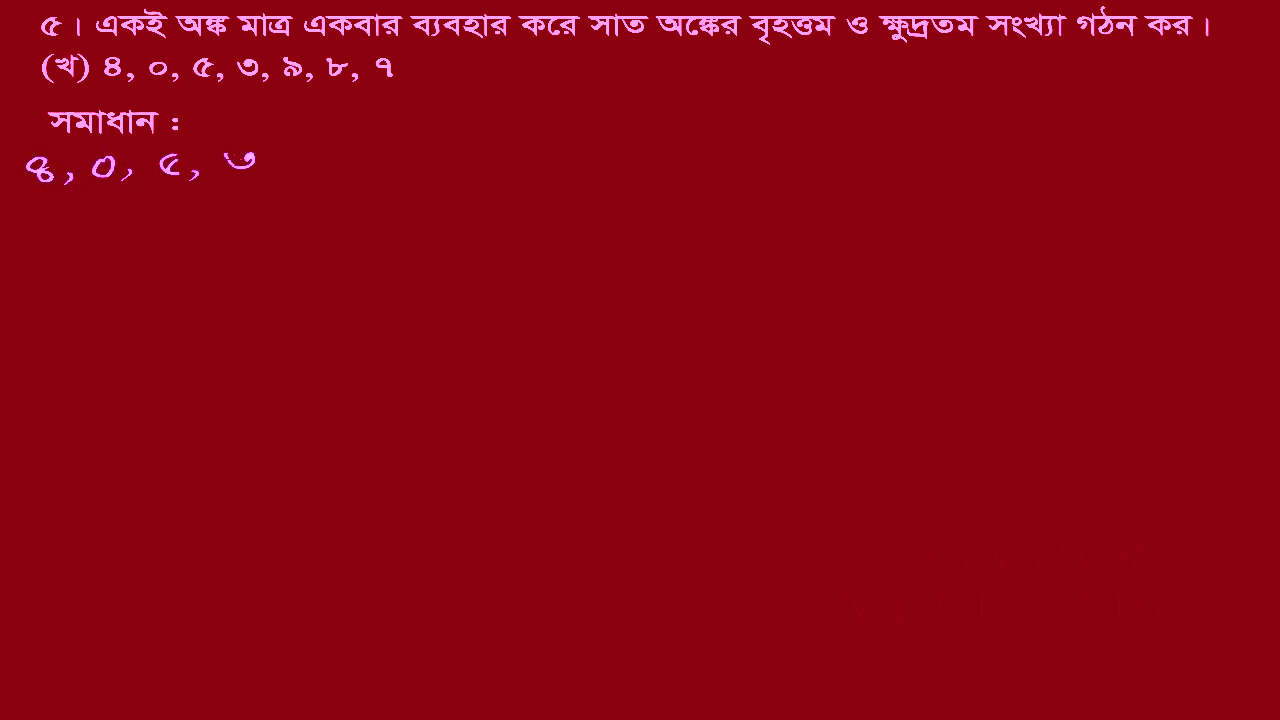 ৫। একই অঙ্ক মাত্র একবার ব্যবহার করে সাত অঙ্কের বৃহত্তম ও ক্ষুদ্রতম সংখ্যা গঠন কর।
(খ) ৪, ০, ৫, ৩, ৯, ৮, ৭
সমাধান :
৪, ০, ৫, ৩